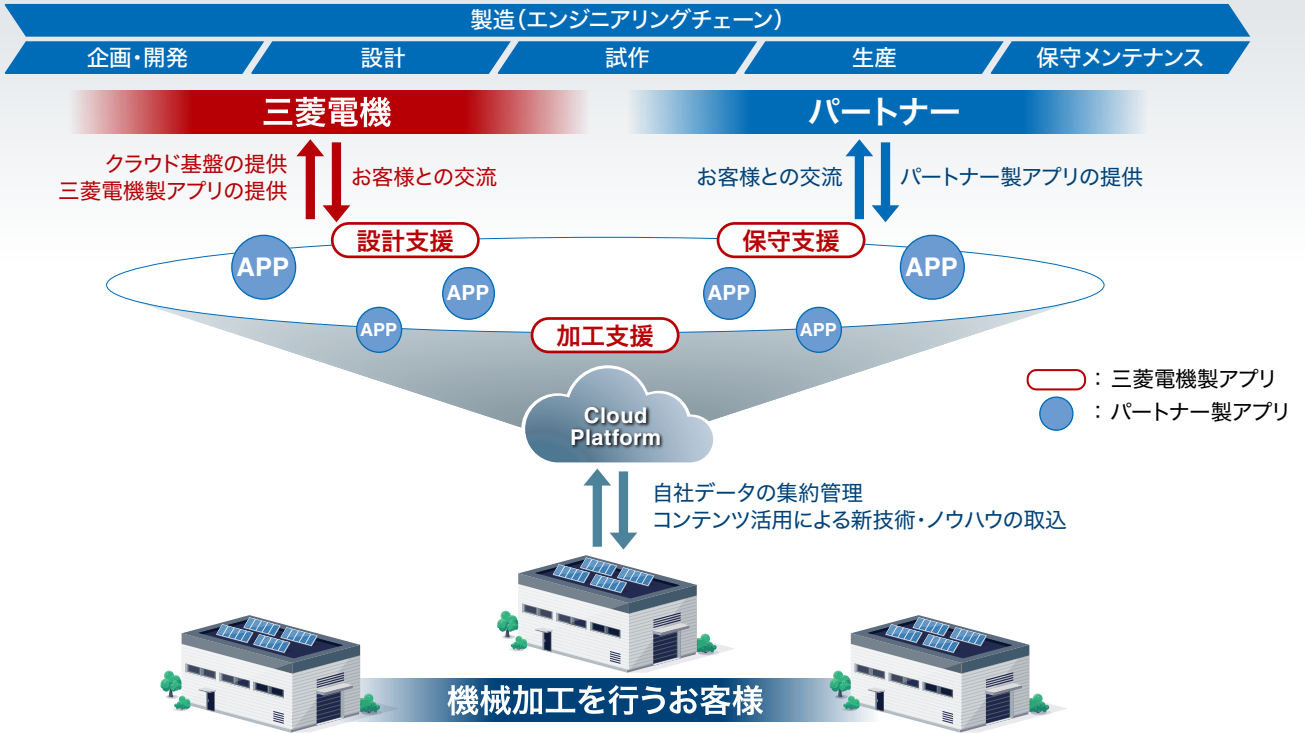 製造（エンジニアリングチェーン）
企画・開発
設計
試作
生産
保守メンテナンス
三菱電機
パートナー
クラウド基盤の提供
三菱電機製アプリの提供
お客様との交流
お客様との交流
パートナー製アプリの提供
設計支援
保守支援
APP
APP
APP
APP
APP
APP
加工支援
Cloud
Platform
：三菱電機製アプリ
：パートナー製アプリ
自社データの集約管理
コンテンツ活用による新技術・ノウハウの取込
機械加工を行うお客様